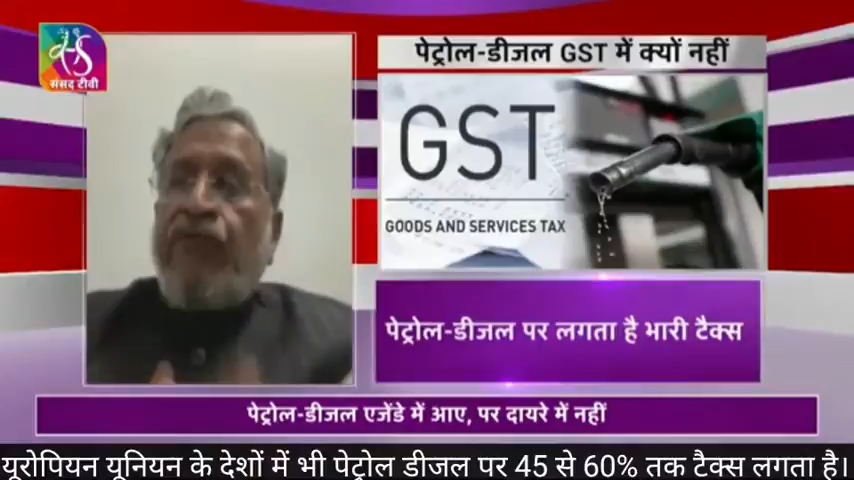 संसद टीवी
पेट्रोल-डीजल GST में क्यों नहीं
GST
GOODS AND SERVICES TAX
पेट्रोल-डीजल पर लगता है भारी टैक्स
पेट्रोल-डीजल एजेंडे में आए, पर दायरे में नहीं
यूरोपियन यूनियन के देशों में भी पेट्रोल डीजल पर 45 से 60% तक टैक्स लगता है।